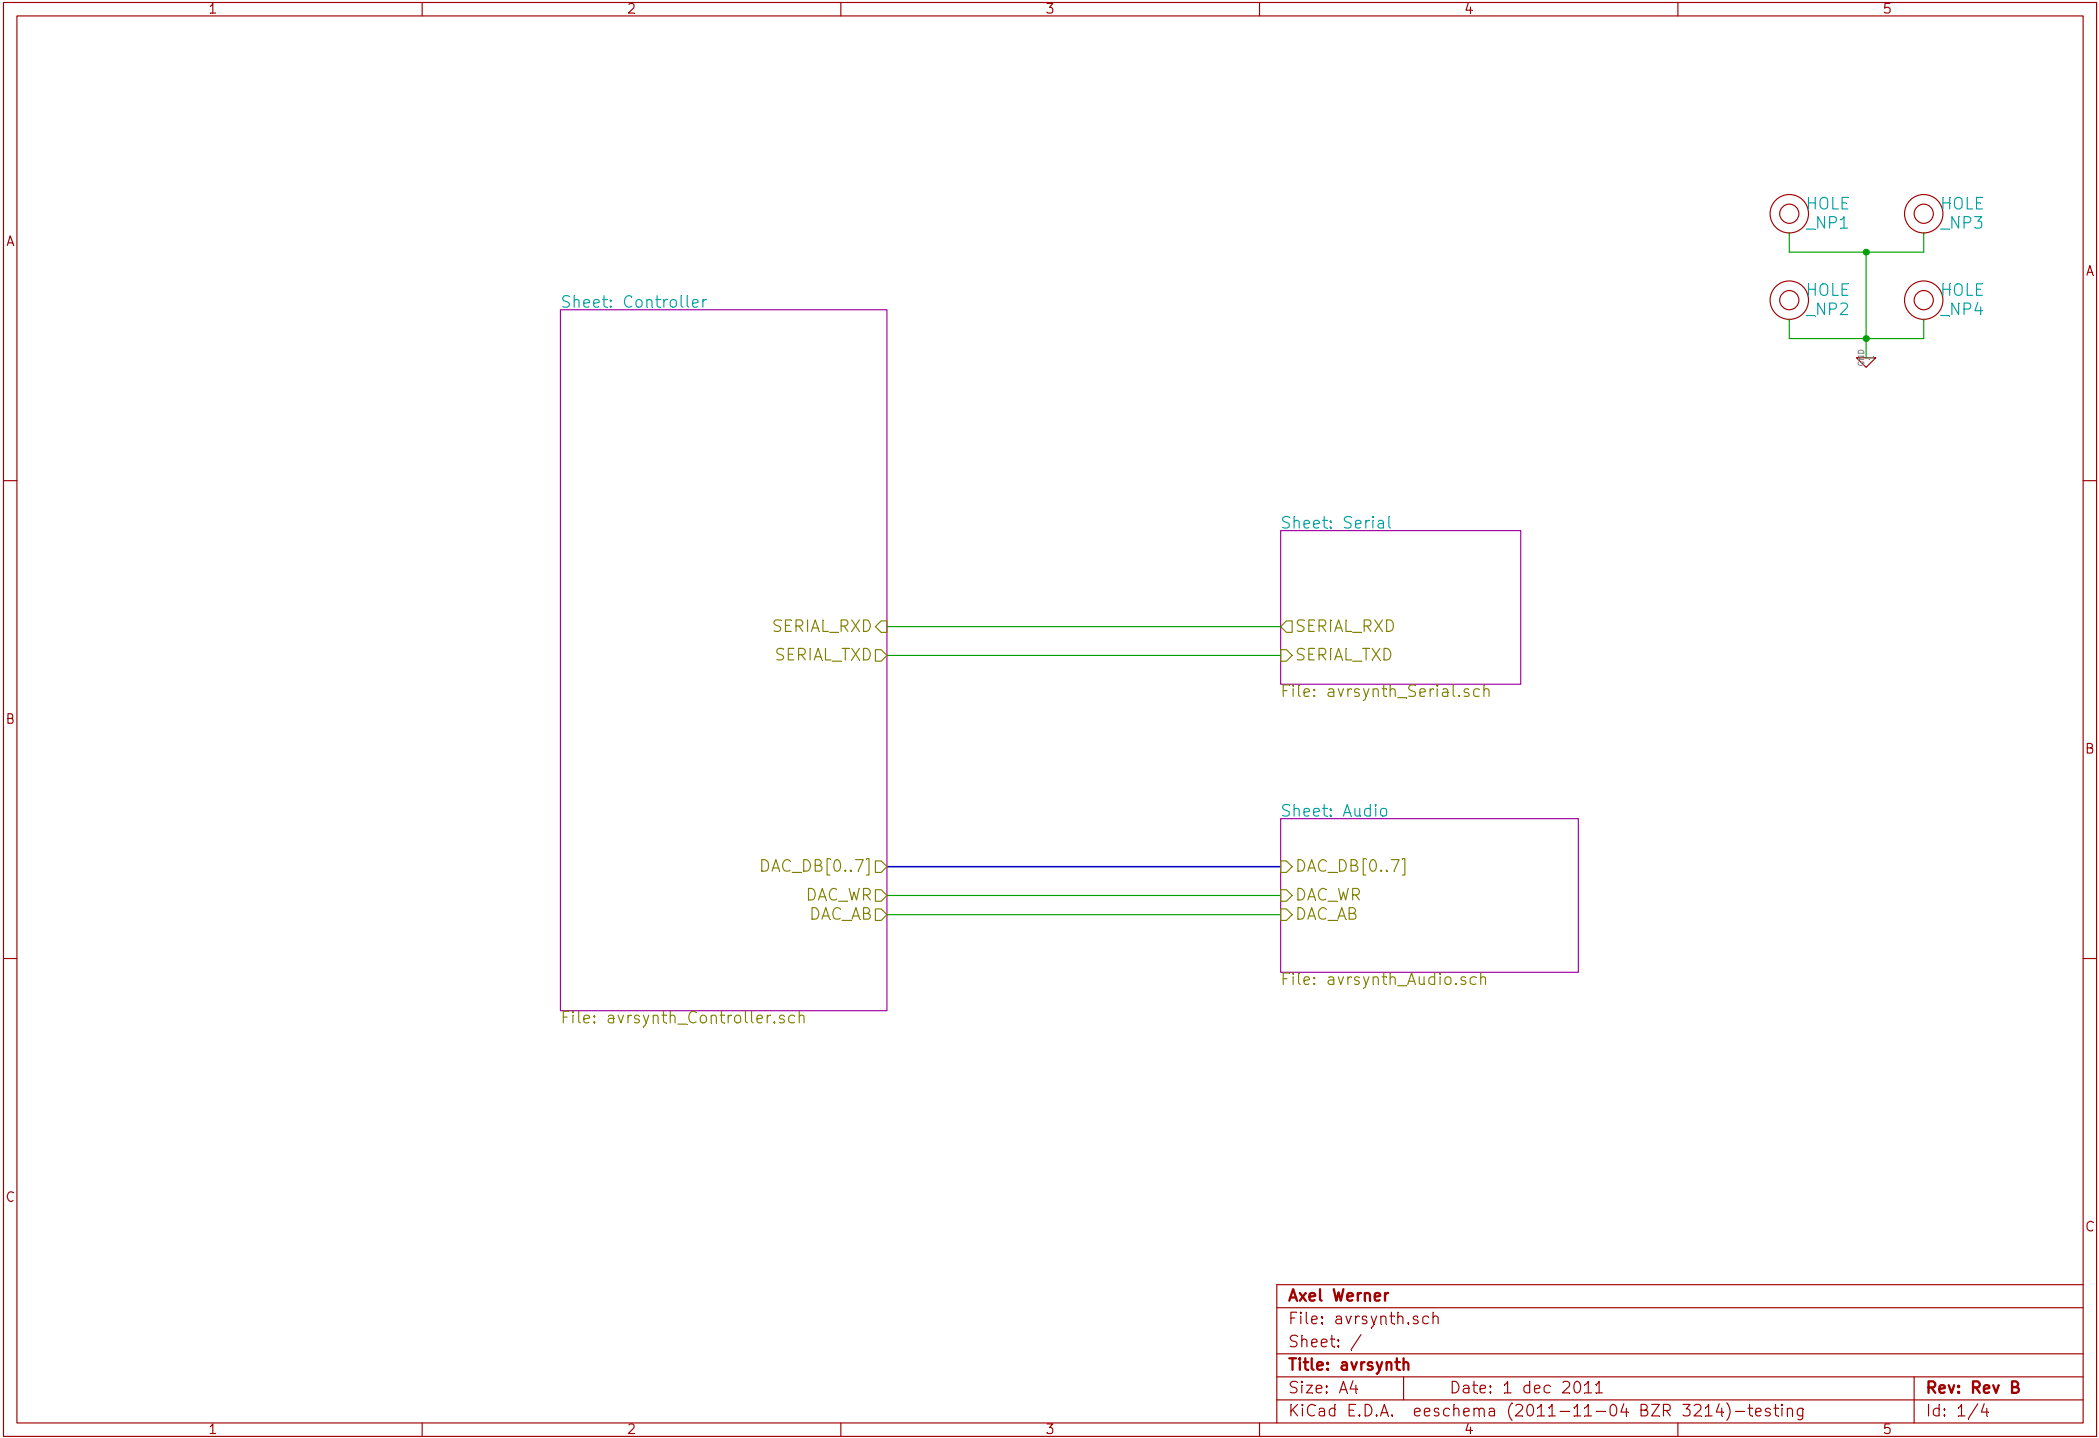 1 2 3 4 5
A
A
HOLE
_NP1
HOLE
_NP3
HOLE
_NP2
HOLE
_NP4
GND
Sheet: Controller
SERIAL_RXD
SERIAL_TXD
DAC_DB[0..7]
DAC_WR
DAC_AB
File: avrsynth_Controller.sch
Sheet: Serial
SERIAL_RXD
SERIAL_TXD
File: avrsynth_Serial.sch
B
B
Sheet: Audio
DAC_DB[0..7]
DAC_WR
DAC_AB
File: avrsynth_Audio.sch
C
C
Axel Werner
File: avrsynth.sch
Sheet: /
Title: avrsynth
Size: A4 Date: 1 dec 2011 Rev: Rev B
KiCad E.D.A. eeschema (2011-11-04 BZR 3214)-testing Id: 1/4
1 2 3 4 5